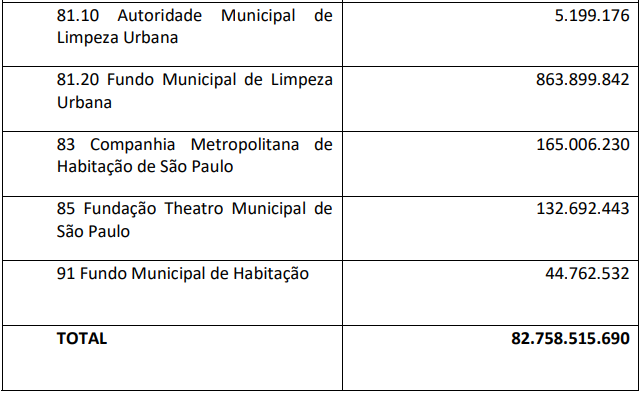 81.10 Autoridade Municipal de
Limpeza Urbana
5.199.176
81.20 Fundo Municipal de Limpeza
Urbana
863.899.842
83 Companhia Metropolitana de
Habitação de São Paulo
165.006.230
85 Fundação Theatro Municipal de
São Paulo
132.692.443
91 Fundo Municipal de Habitação
44.762.532
TOTAL
82.758.515.690